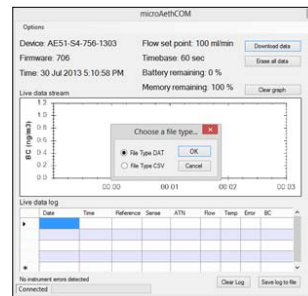 microAethCOM
Options
Device: AE51-S4-756-1303
Flow set point: 100 ml/min
Download data
Firmware: 706
Timebase: 60 sec
Erase all data
Time: 30 Jul 2013 5:10:58 PM
Battery remaining: 0 %
Memory remaining: 100 %
Clear graph
Live data stream
BC (ng/m3)
1.2
1.0
0.8
0.6
0.4
0.2
0.0
Choose a file type...
File Type DAT
OK
File Type CSV
Cancel
00:00
00:01
00:02
00:03
Live data log
Date Time Reference Sense ATN Flow Temp Error BC
No instrument errors detected
Clear Log
Save log to file
Connected